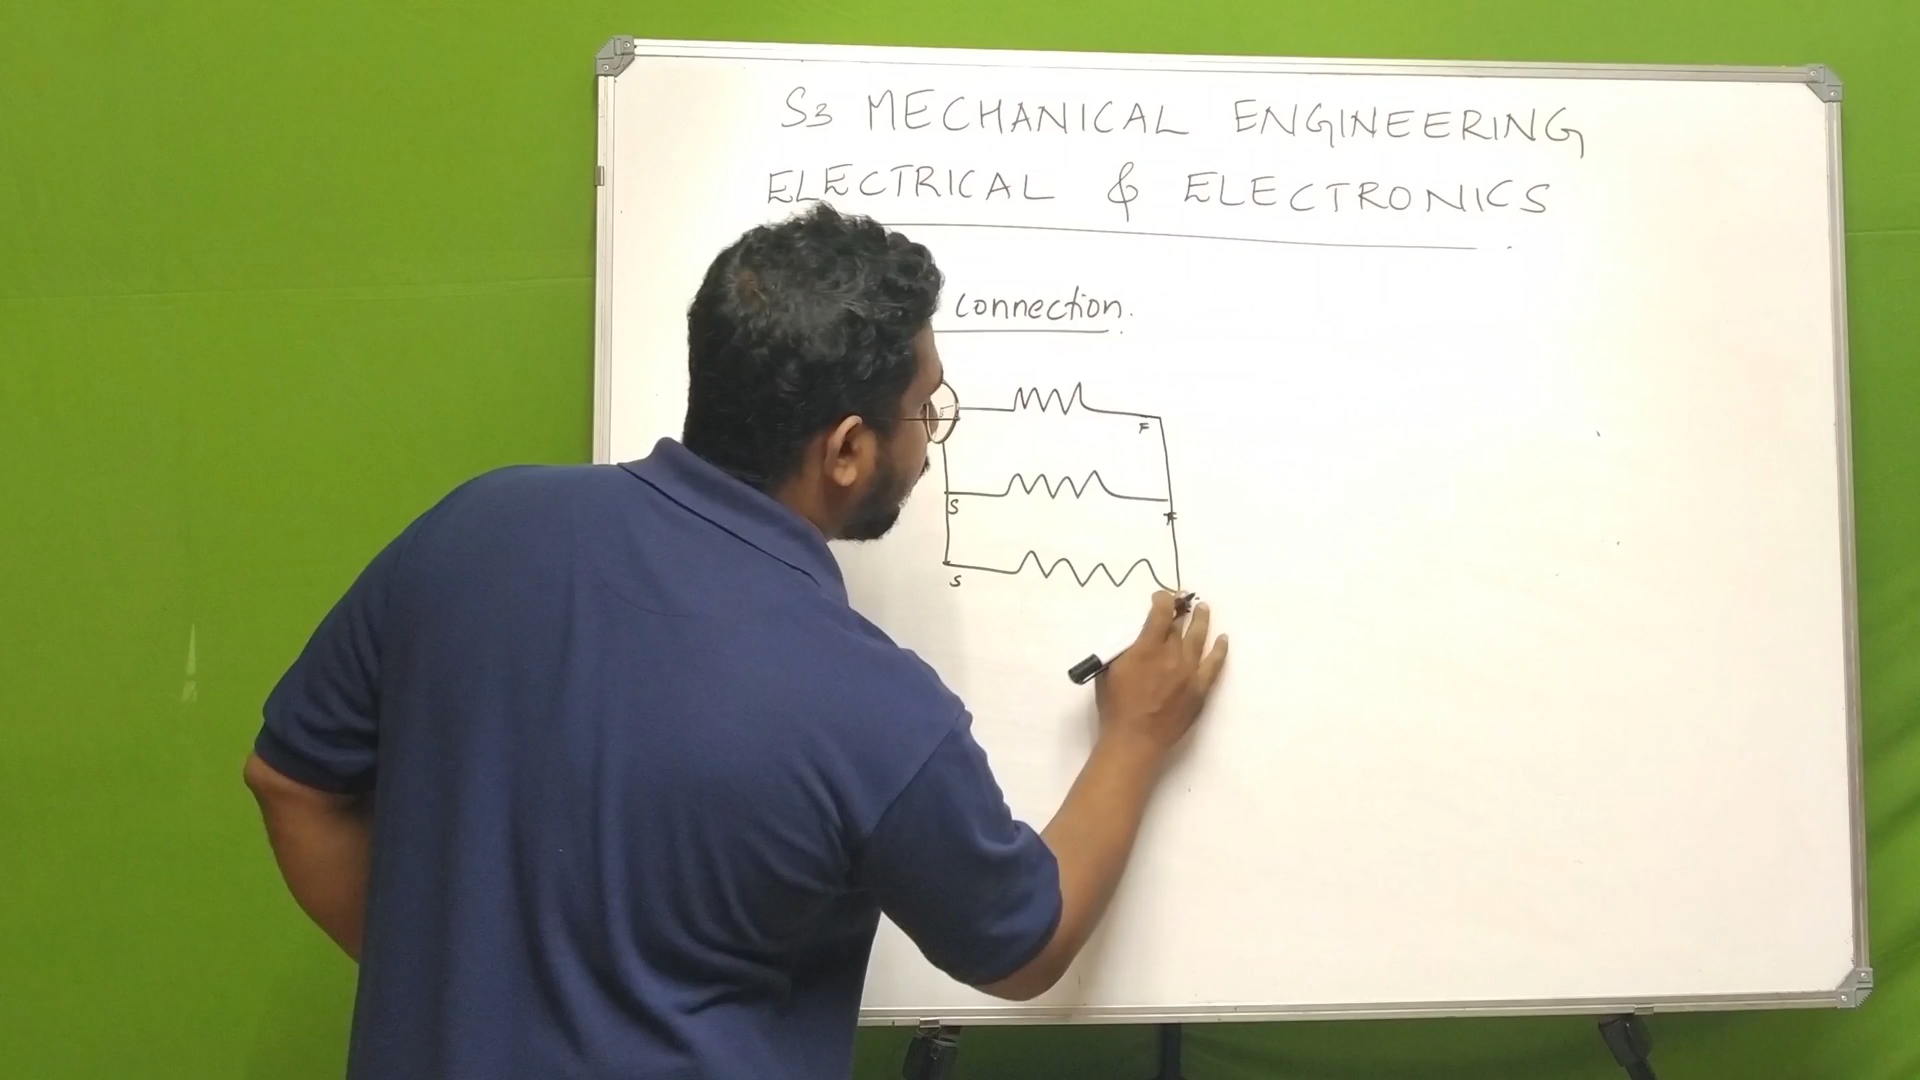 S3 MECHANICAL ENGINEERING
ELECTRICAL & ELECTRONICS
connection.
F
S
F
S